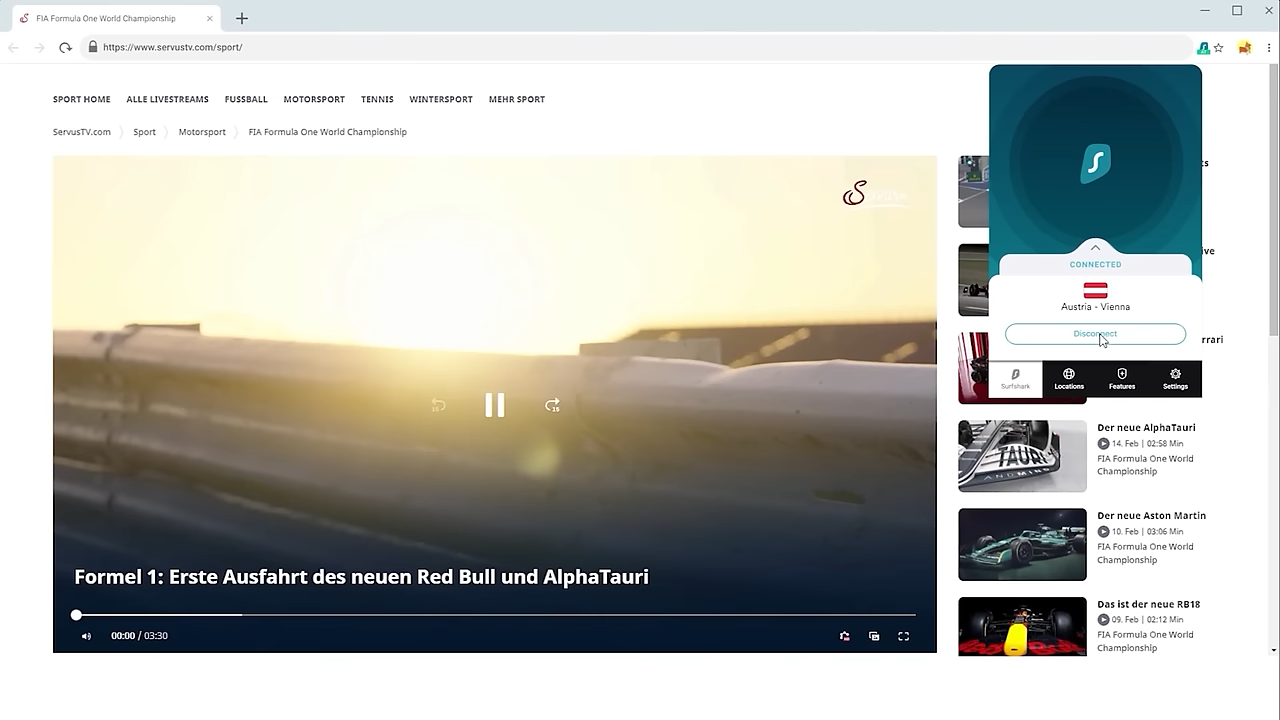 FIA Formula One World Championship
https://www.servustv.com/sport/
SPORT HOME ALLE LIVESTREAMS FUSSBALL MOTORSPORT TENNIS WINTERSPORT MEHR SPORT
ServusTV.com Sport Motorsport FIA Formula One World Championship
Formel 1: Erste Ausfahrt des neuen Red Bull und AlphaTauri
00:00 / 03:30
15
CONNECTED
Austria - Vienna
Disconnect
Surfshark Locations Features Settings
Der neue AlphaTauri
14. Feb | 02:58 Min
FIA Formula One World
Championship
TAURI
Der neue Aston Martin
10. Feb | 03:06 Min
FIA Formula One World
Championship
Das ist der neue RB18
09. Feb | 02:12 Min
FIA Formula One World
Championship